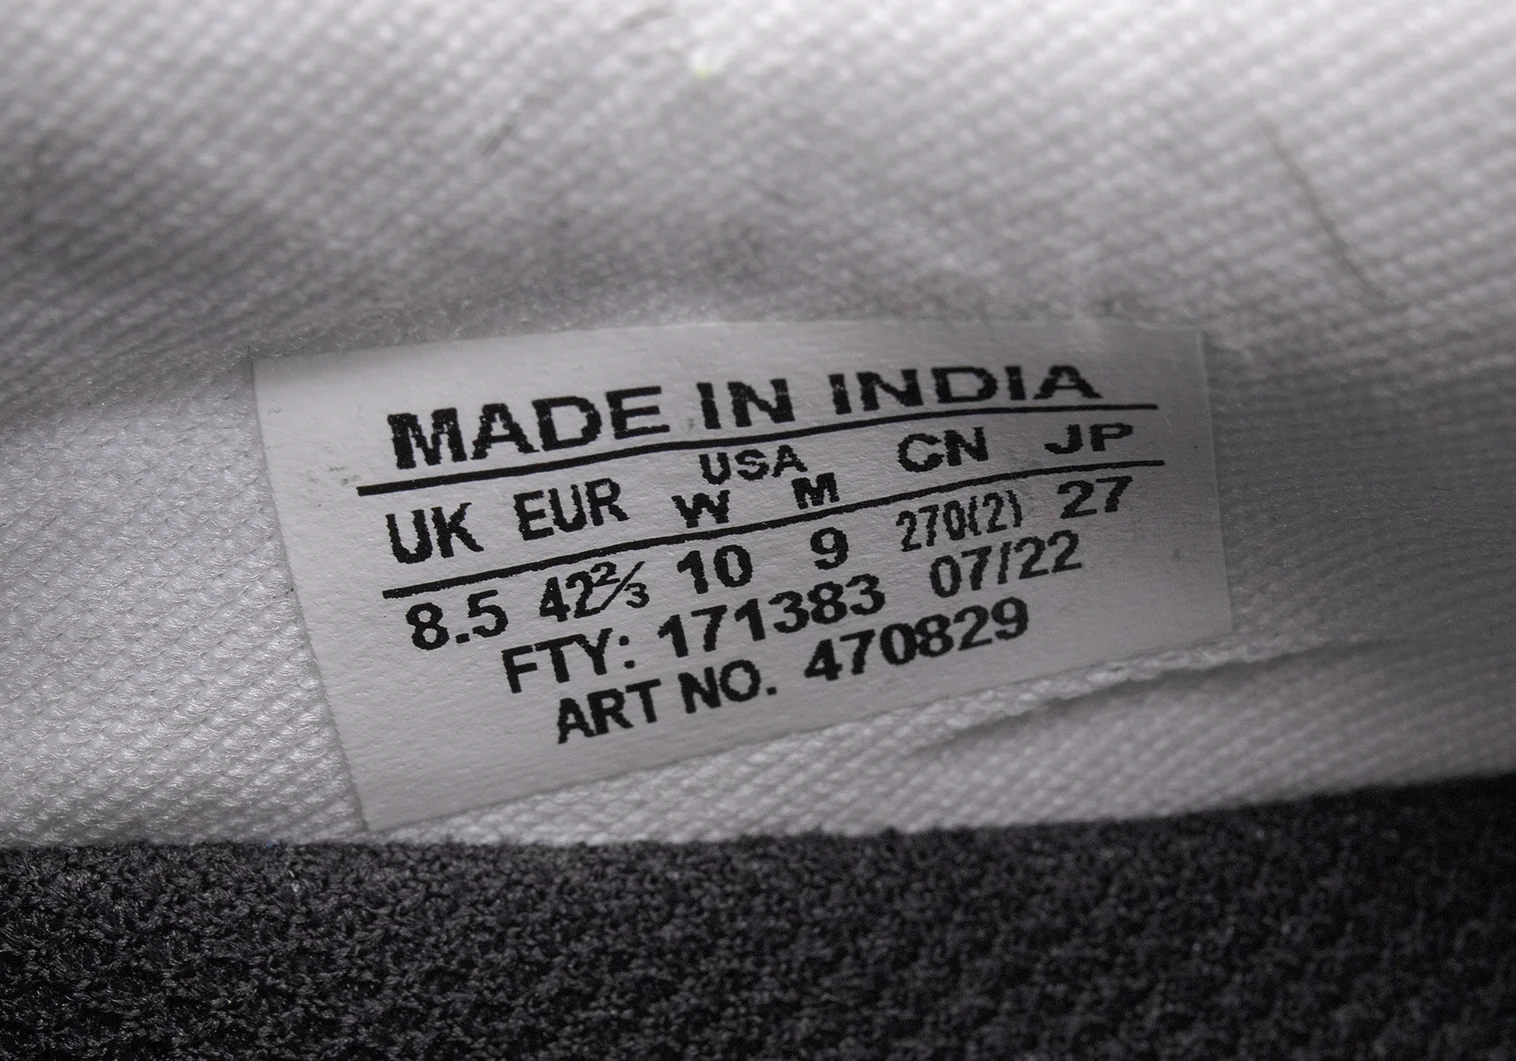 MADE IN INDIA
UK EUR USA CN JP
W M
8.5 42⅔ 10 9 270(2) 27
FTY: 171383 07/22
ART NO. 470829